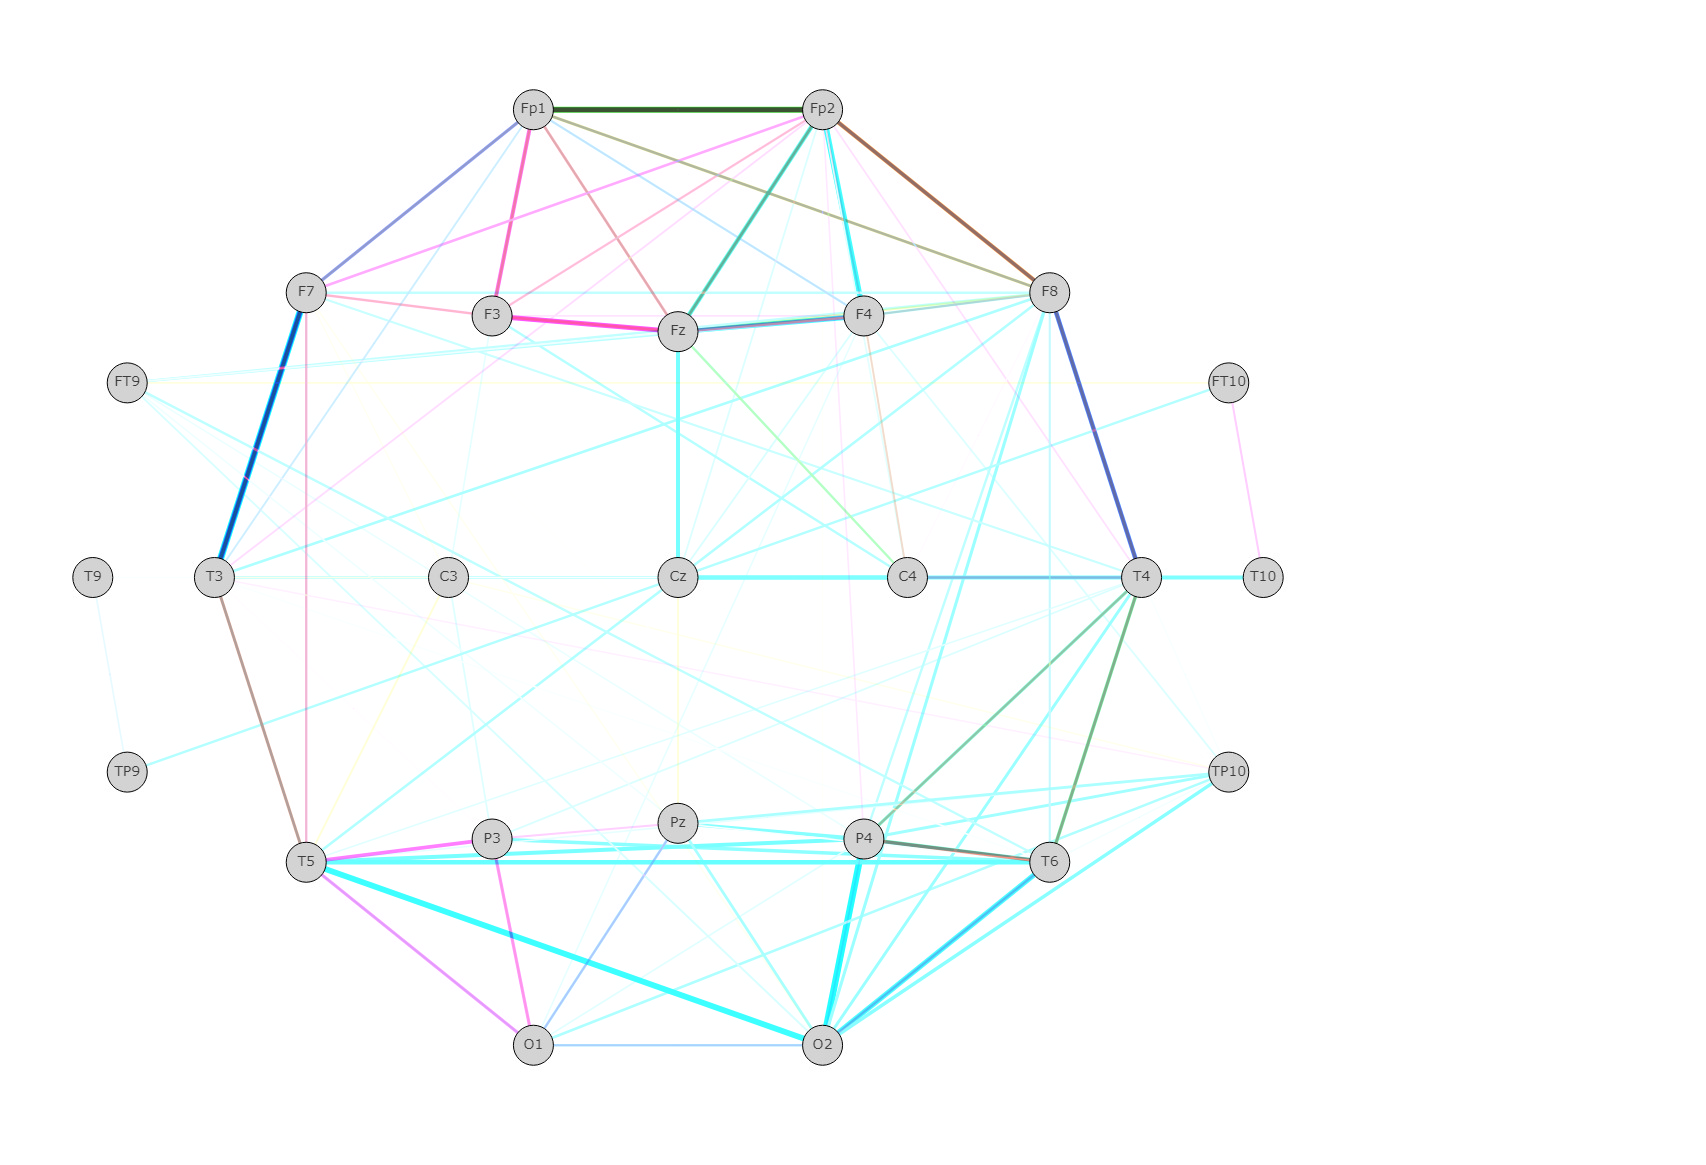 Fp1 Fp2
F7 F8
F3 Fz F4
FT9 FT10
T9 T3 C3 Cz C4 T4 T10
TP9 TP10
Pz
P3 P4
T5 T6
O1 O2